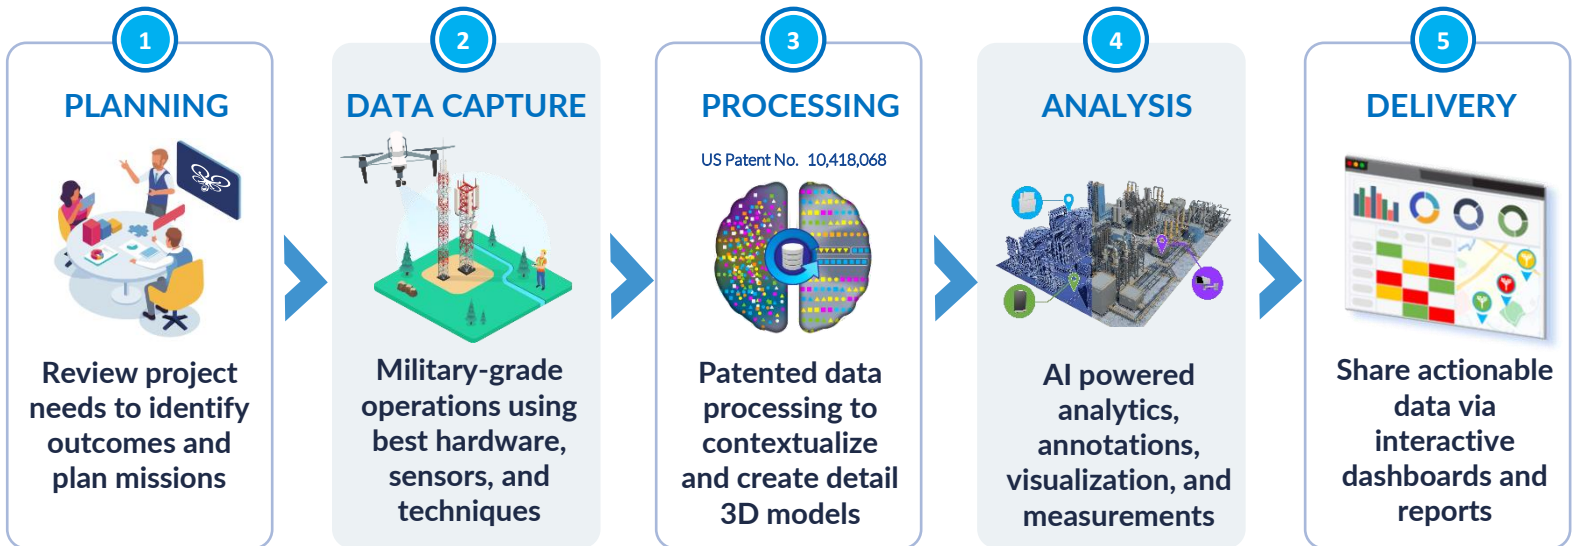 1
PLANNING
Review project
needs to identify
outcomes and
plan missions
2
DATA CAPTURE
Military-grade
operations using
best hardware,
sensors, and
techniques
3
PROCESSING
US Patent No. 10,418,068
Patented data
processing to
contextualize
and create detail
3D models
4
ANALYSIS
AI powered
analytics,
annotations,
visualization, and
measurements
5
DELIVERY
Share actionable
data via
interactive
dashboards and
reports